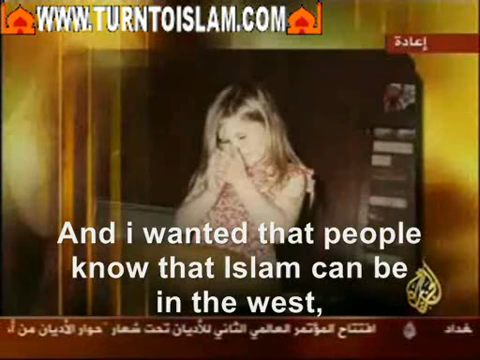 WWW.TURNTOISLAM.COM
إعادة
And i wanted that people
know that Islam can be
in the west,
غداد
افتتاح المؤتمر العالمي الثاني للأديان تحت شعار "حوار الأديان من أ